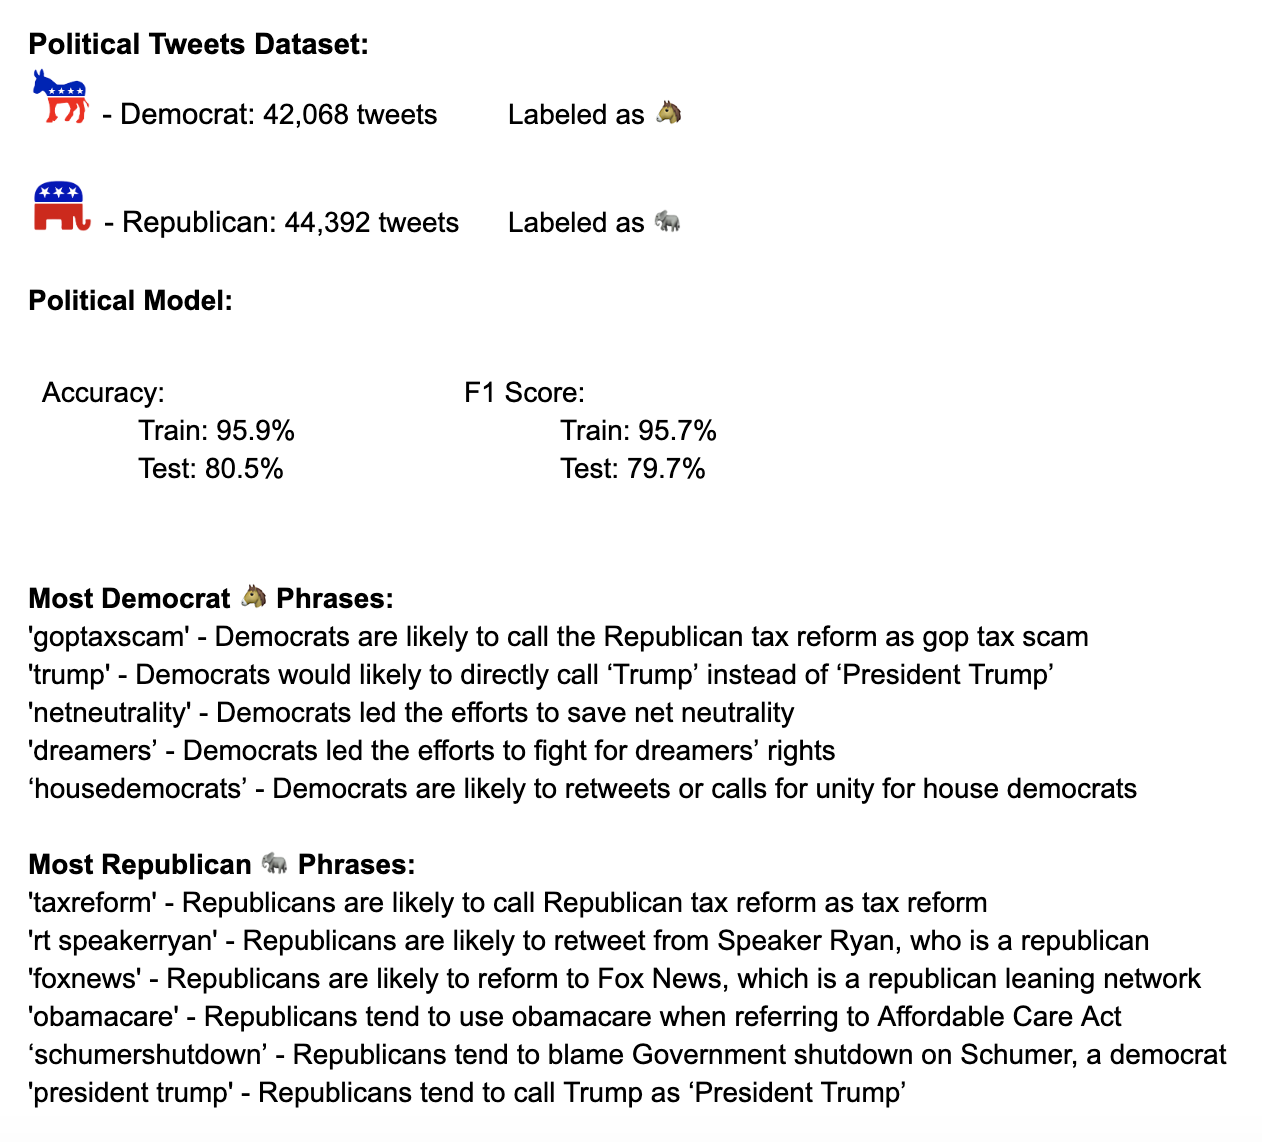 Political Tweets Dataset:
- Democrat: 42,068 tweets Labeled as 🐴
- Republican: 44,392 tweets Labeled as 🐘
Political Model:
Accuracy: F1 Score:
Train: 95.9% Train: 95.7%
Test: 80.5% Test: 79.7%
Most Democrat 🐴 Phrases:
'goptaxscam' - Democrats are likely to call the Republican tax reform as gop tax scam
'trump' - Democrats would likely to directly call ‘Trump’ instead of ‘President Trump’
'netneutrality' - Democrats led the efforts to save net neutrality
'dreamers’ - Democrats led the efforts to fight for dreamers’ rights
‘housedemocrats’ - Democrats are likely to retweets or calls for unity for house democrats
Most Republican 🐘 Phrases:
'taxreform' - Republicans are likely to call Republican tax reform as tax reform
'rt speakerryan' - Republicans are likely to retweet from Speaker Ryan, who is a republican
'foxnews' - Republicans are likely to reform to Fox News, which is a republican leaning network
'obamacare' - Republicans tend to use obamacare when referring to Affordable Care Act
‘schumershutdown’ - Republicans tend to blame Government shutdown on Schumer, a democrat
'president trump' - Republicans tend to call Trump as ‘President Trump’